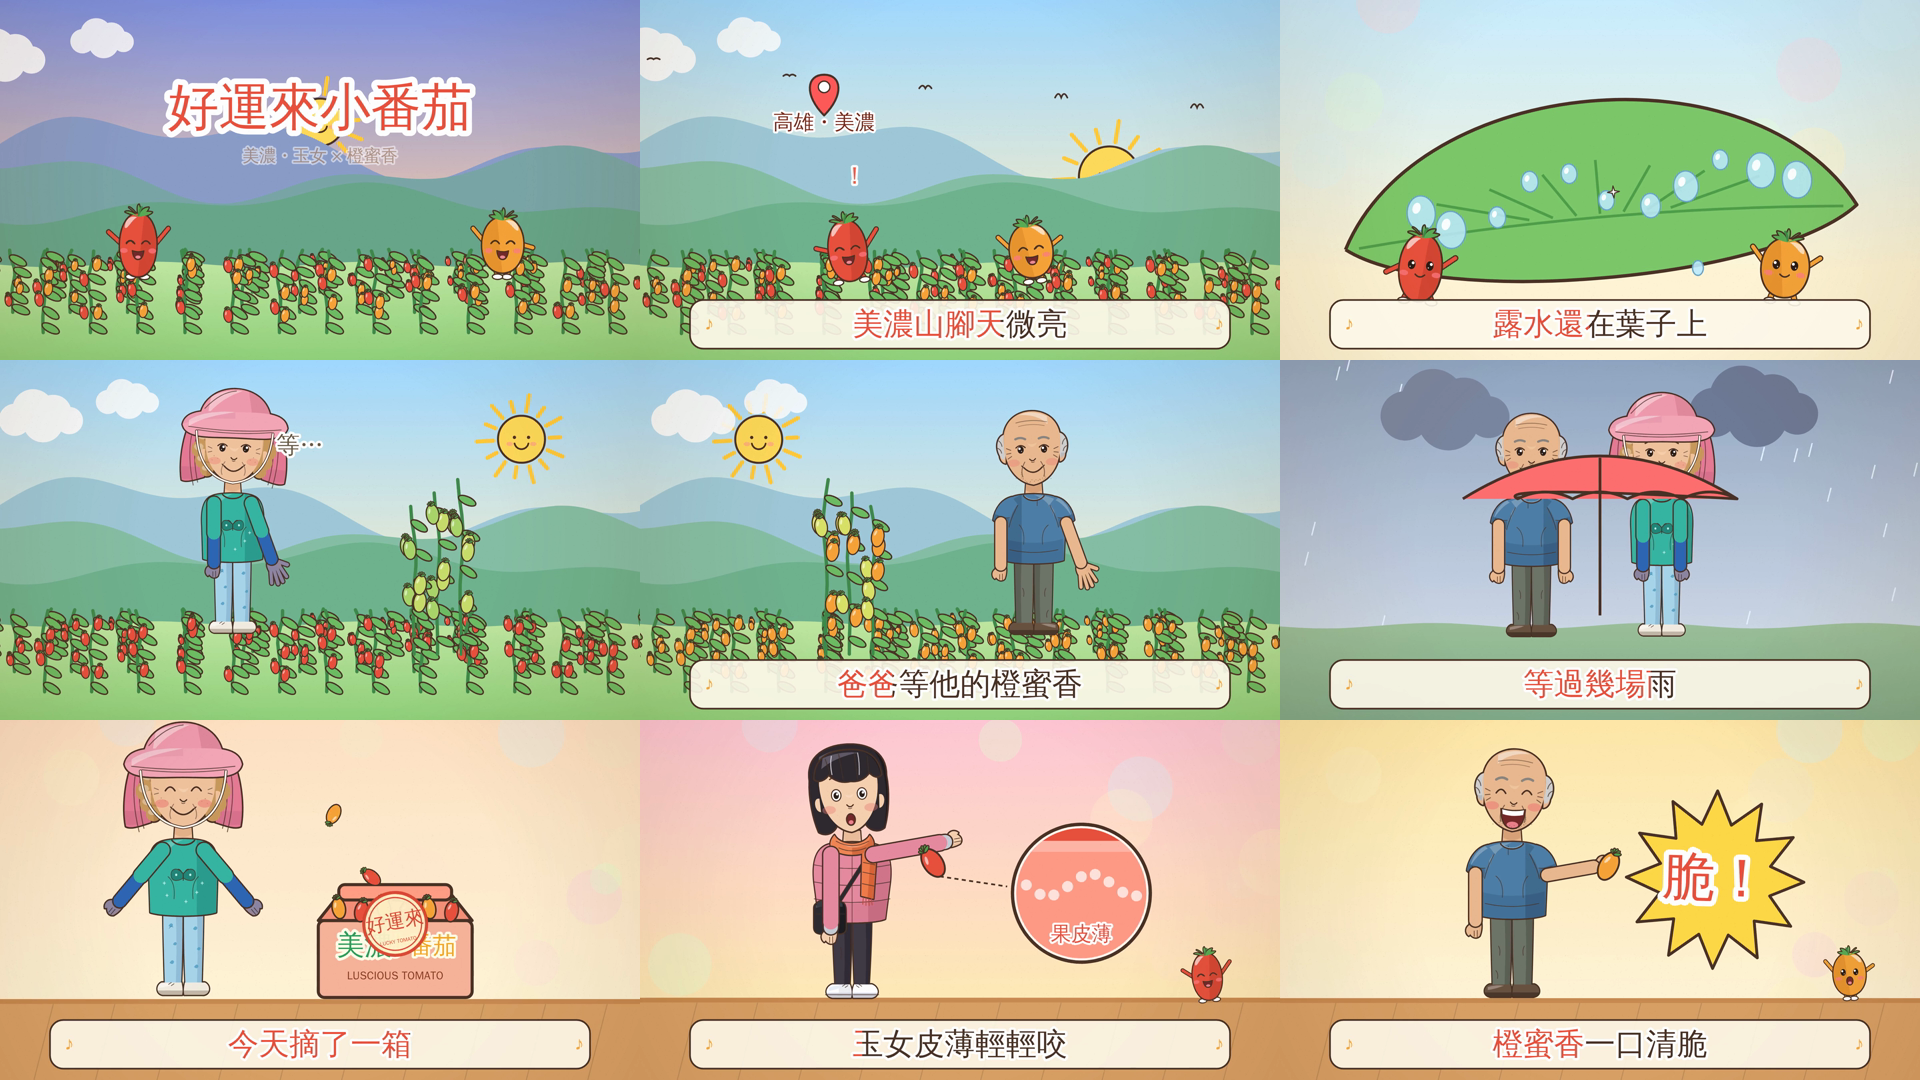 好運來小番茄
美濃·玉女×橙蜜香
高雄·美濃
!
♪ 美濃山腳天微亮 ♪
♪ 露水還在葉子上 ♪
等…
♪ 爸爸等他的橙蜜香 ♪
♪ 等過幾場雨 ♪
好運來
LUCKY TOMATO
美濃番茄
LUSCIOUS TOMATO
♪ 今天摘了一箱 ♪
果皮薄
♪ 玉女皮薄輕輕咬 ♪
脆!
♪ 橙蜜香一口清脆 ♪